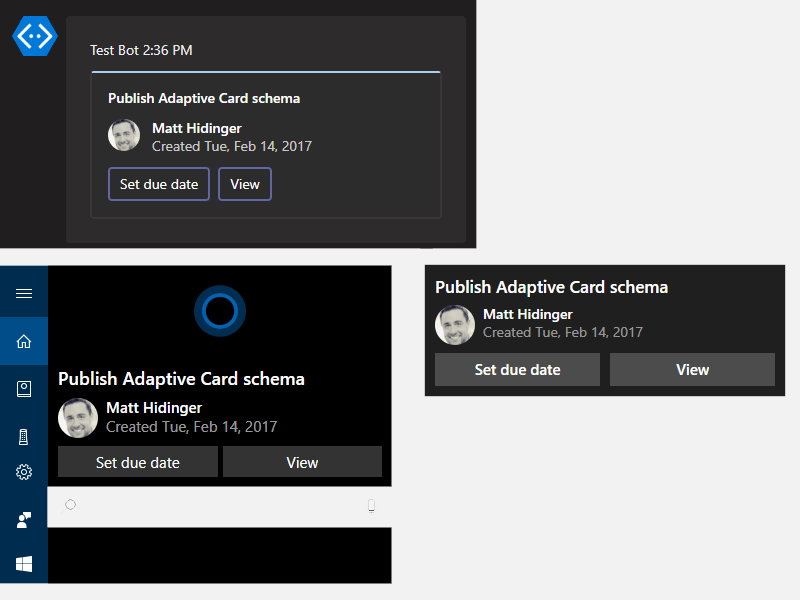 Test Bot 2:36 PM
Publish Adaptive Card schema
Matt Hidinger
Created Tue, Feb 14, 2017
Set due date
View
Publish Adaptive Card schema
Matt Hidinger
Created Tue, Feb 14, 2017
Set due date
View
Publish Adaptive Card schema
Matt Hidinger
Created Tue, Feb 14, 2017
Set due date
View